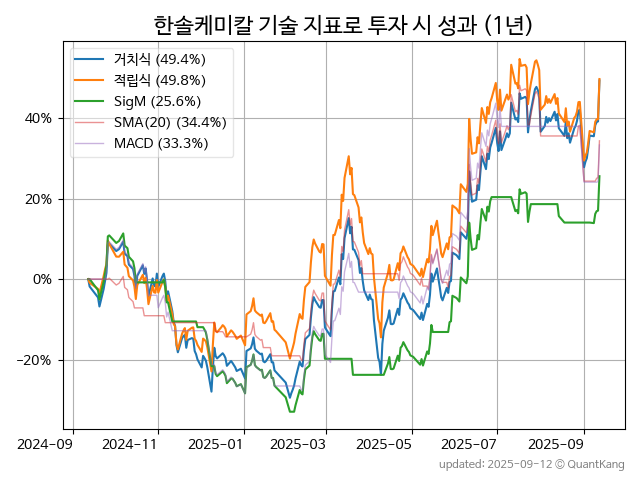 한솔케미칼 기술 지표로 투자 시 성과 (1년)
거치식 (49.4%)
적립식 (49.8%)
SigM (25.6%)
SMA(20) (34.4%)
MACD (33.3%)
40%
20%
0%
−20%
2024-09
2024-11
2025-01
2025-03
2025-05
2025-07
2025-09
updated: 2025-09-12 © QuantKang